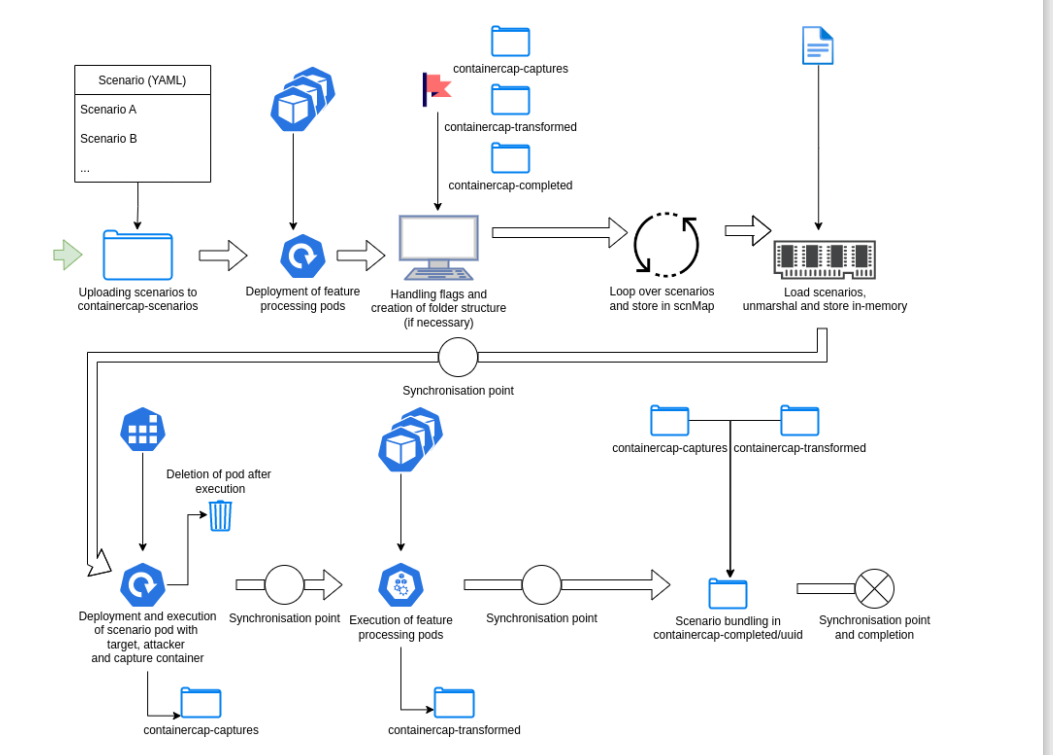 Scenario (YAML)
Scenario A
Scenario B
...
containercap-captures
containercap-transformed
containercap-completed
Uploading scenarios to
containercap-scenarios
Deployment of feature
processing pods
Handling flags and
creation of folder structure
(if necessary)
Loop over scenarios
and store in scnMap
Load scenarios,
unmarshal and store in-memory
Synchronisation point
Deletion of pod after
execution
containercap-captures
containercap-transformed
Deployment and execution
of scenario pod with
target, attacker
and capture container
Synchronisation point
Execution of feature
processing pods
Synchronisation point
Scenario bundling in
containercap-completed/uuid
Synchronisation point
and completion
containercap-captures
containercap-transformed